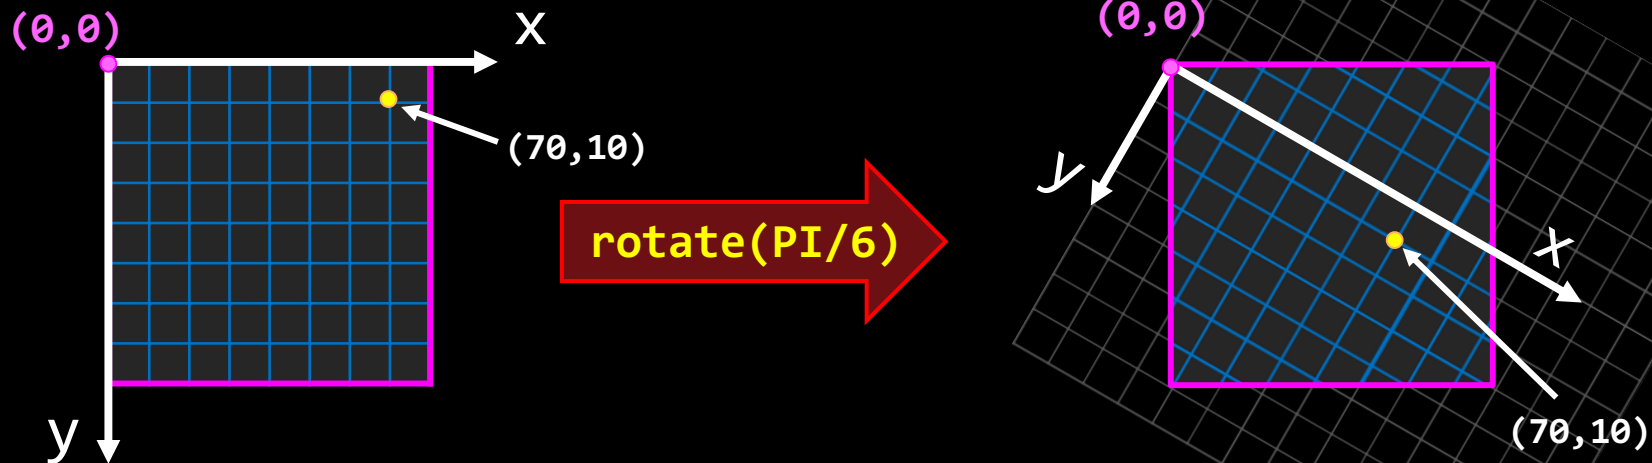 (0,0)
x
(70,10)
y
rotate(PI/6)
(0,0)
y
x
(70,10)